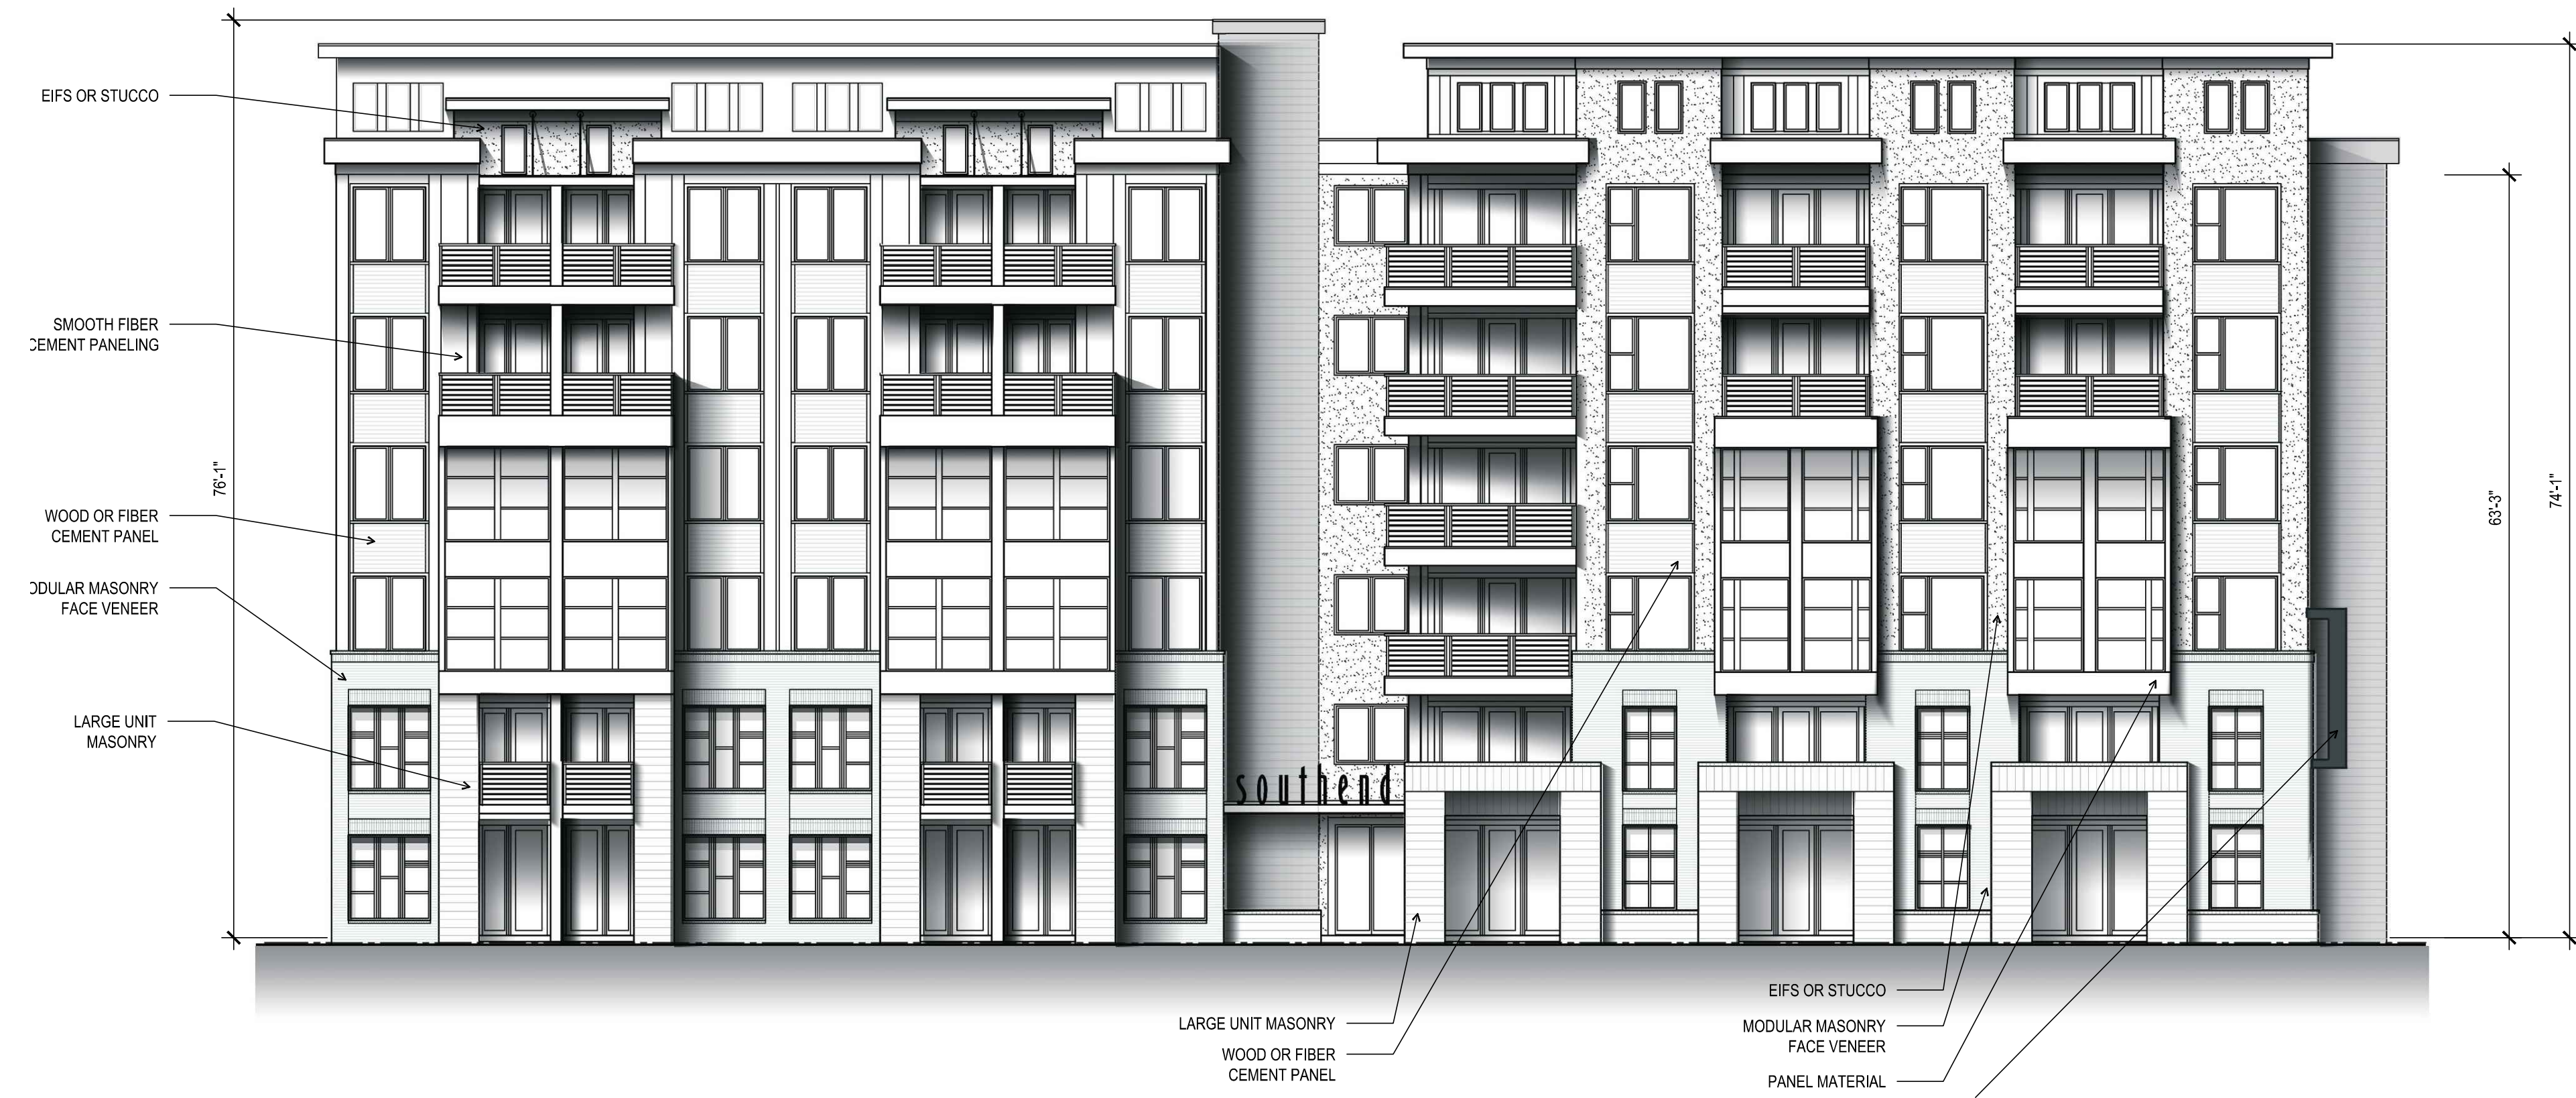 EIFS OR STUCCO
SMOOTH FIBER
CEMENT PANELING
WOOD OR FIBER
CEMENT PANEL
ODULAR MASONRY
FACE VENEER
LARGE UNIT
MASONRY
76'-1"
southend
63'-3"
74'-1"
LARGE UNIT MASONRY
WOOD OR FIBER
CEMENT PANEL
EIFS OR STUCCO
MODULAR MASONRY
FACE VENEER
PANEL MATERIAL